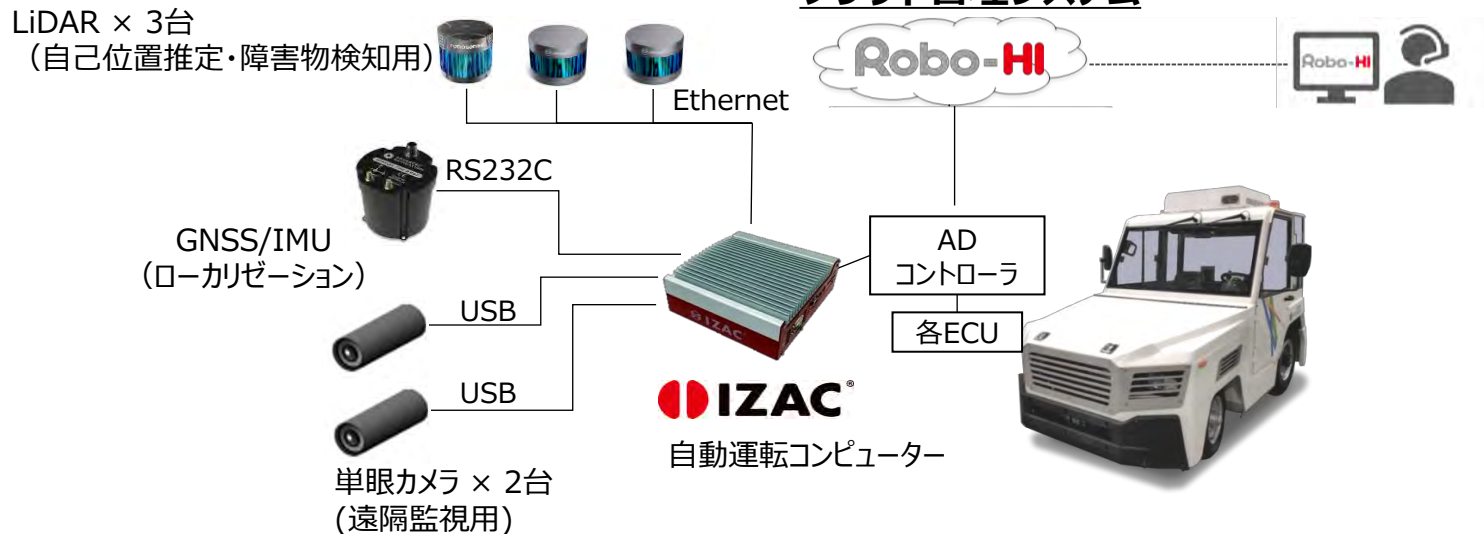 LiDAR × 3台
（自己位置推定・障害物検知用）
Ethernet
Robo-HI
Robo-HI
RS232C
GNSS/IMU
（ローカリゼーション）
AD
コントローラ
各ECU
USB
USB
IZAC
IZAC®
自動運転コンピューター
単眼カメラ × 2台
(遠隔監視用)